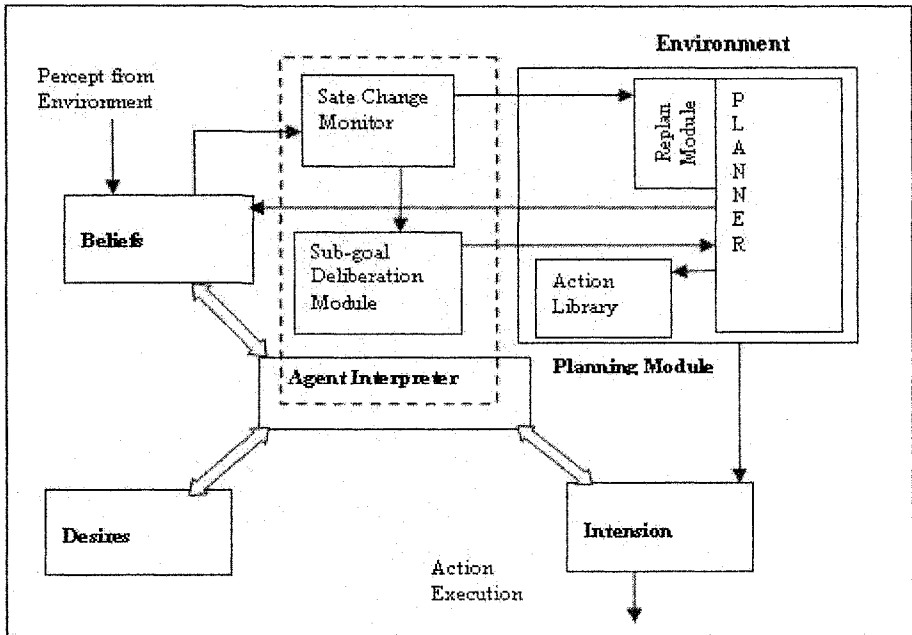 Environment
Percept from
Environment
Sate Change
Monitor
Replan
Module
PLANNER
Beliefs
Sub-goal
Deliberation
Module
Action
Library
Agent Interpreter
Planning Module
Desires
Intension
Action
Execution